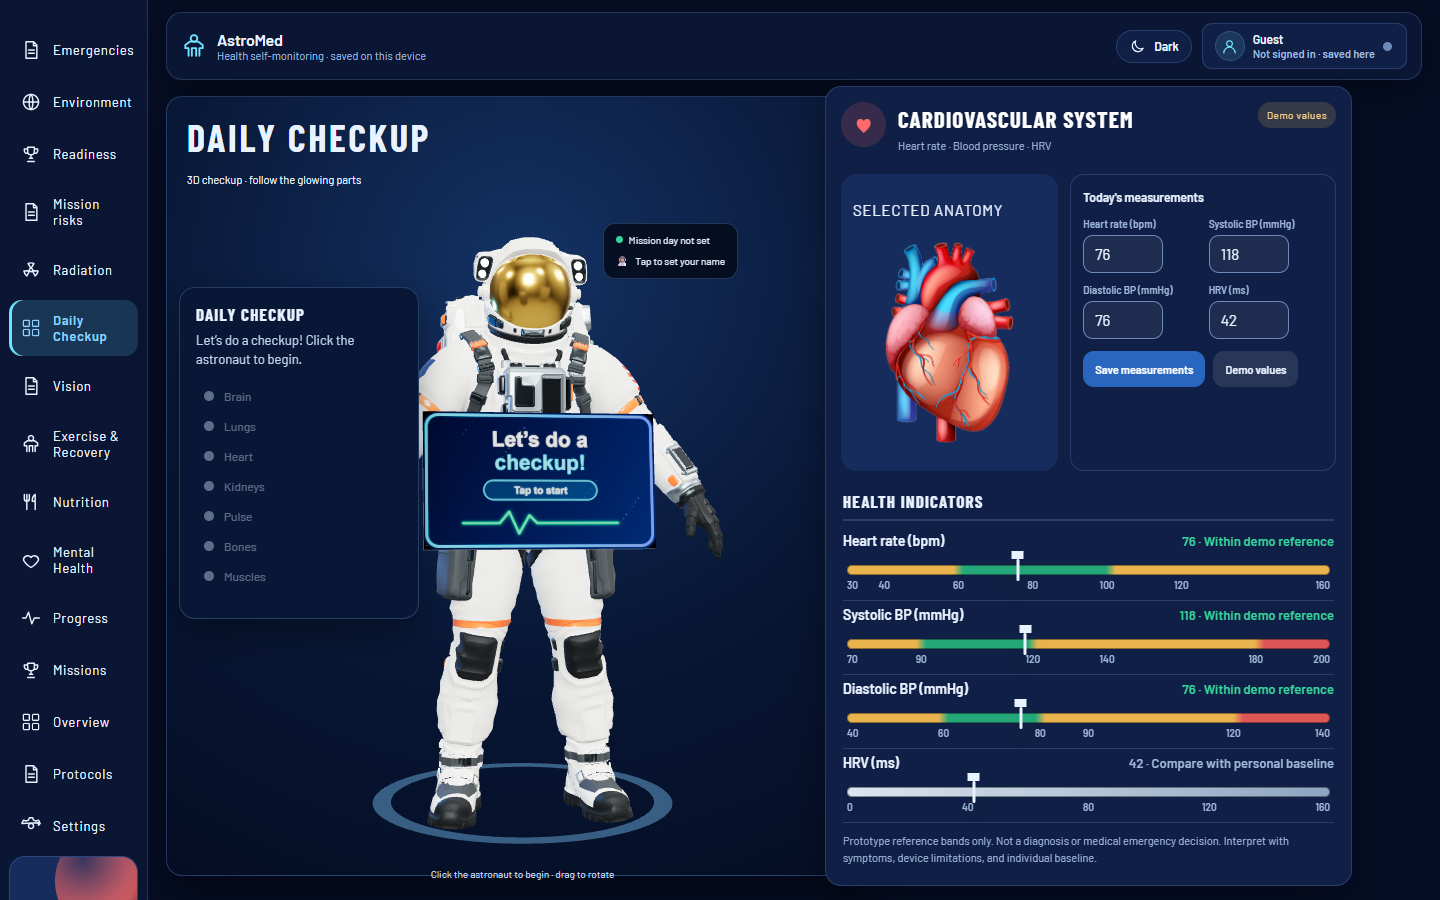 Emergencies
Environment
Readiness
Mission
risks
Radiation
Daily
Checkup
Vision
Exercise &
Recovery
Nutrition
Mental
Health
Progress
Missions
Overview
Protocols
Settings
AstroMed
Health self-monitoring · saved on this device
Dark
Guest
Not signed in · saved here
DAILY CHECKUP
3D checkup · follow the glowing parts
Mission day not set
Tap to set your name
DAILY CHECKUP
Let's do a checkup! Click the
astronaut to begin.
Brain
Lungs
Heart
Kidneys
Pulse
Bones
Muscles
Let's do a
checkup!
Tap to start
Click the astronaut to begin · drag to rotate
CARDIOVASCULAR SYSTEM
Heart rate · Blood pressure · HRV
Demo values
SELECTED ANATOMY
Today's measurements
Heart rate (bpm) Systolic BP (mmHg)
76 118
Diastolic BP (mmHg) HRV (ms)
76 42
Save measurements Demo values
HEALTH INDICATORS
Heart rate (bpm) 76 · Within demo reference
30 40 60 80 100 120 160
Systolic BP (mmHg) 118 · Within demo reference
70 90 120 140 180 200
Diastolic BP (mmHg) 76 · Within demo reference
40 60 80 90 120 140
HRV (ms) 42 · Compare with personal baseline
0 40 80 120 160
Prototype reference bands only. Not a diagnosis or medical emergency decision. Interpret with
symptoms, device limitations, and individual baseline.